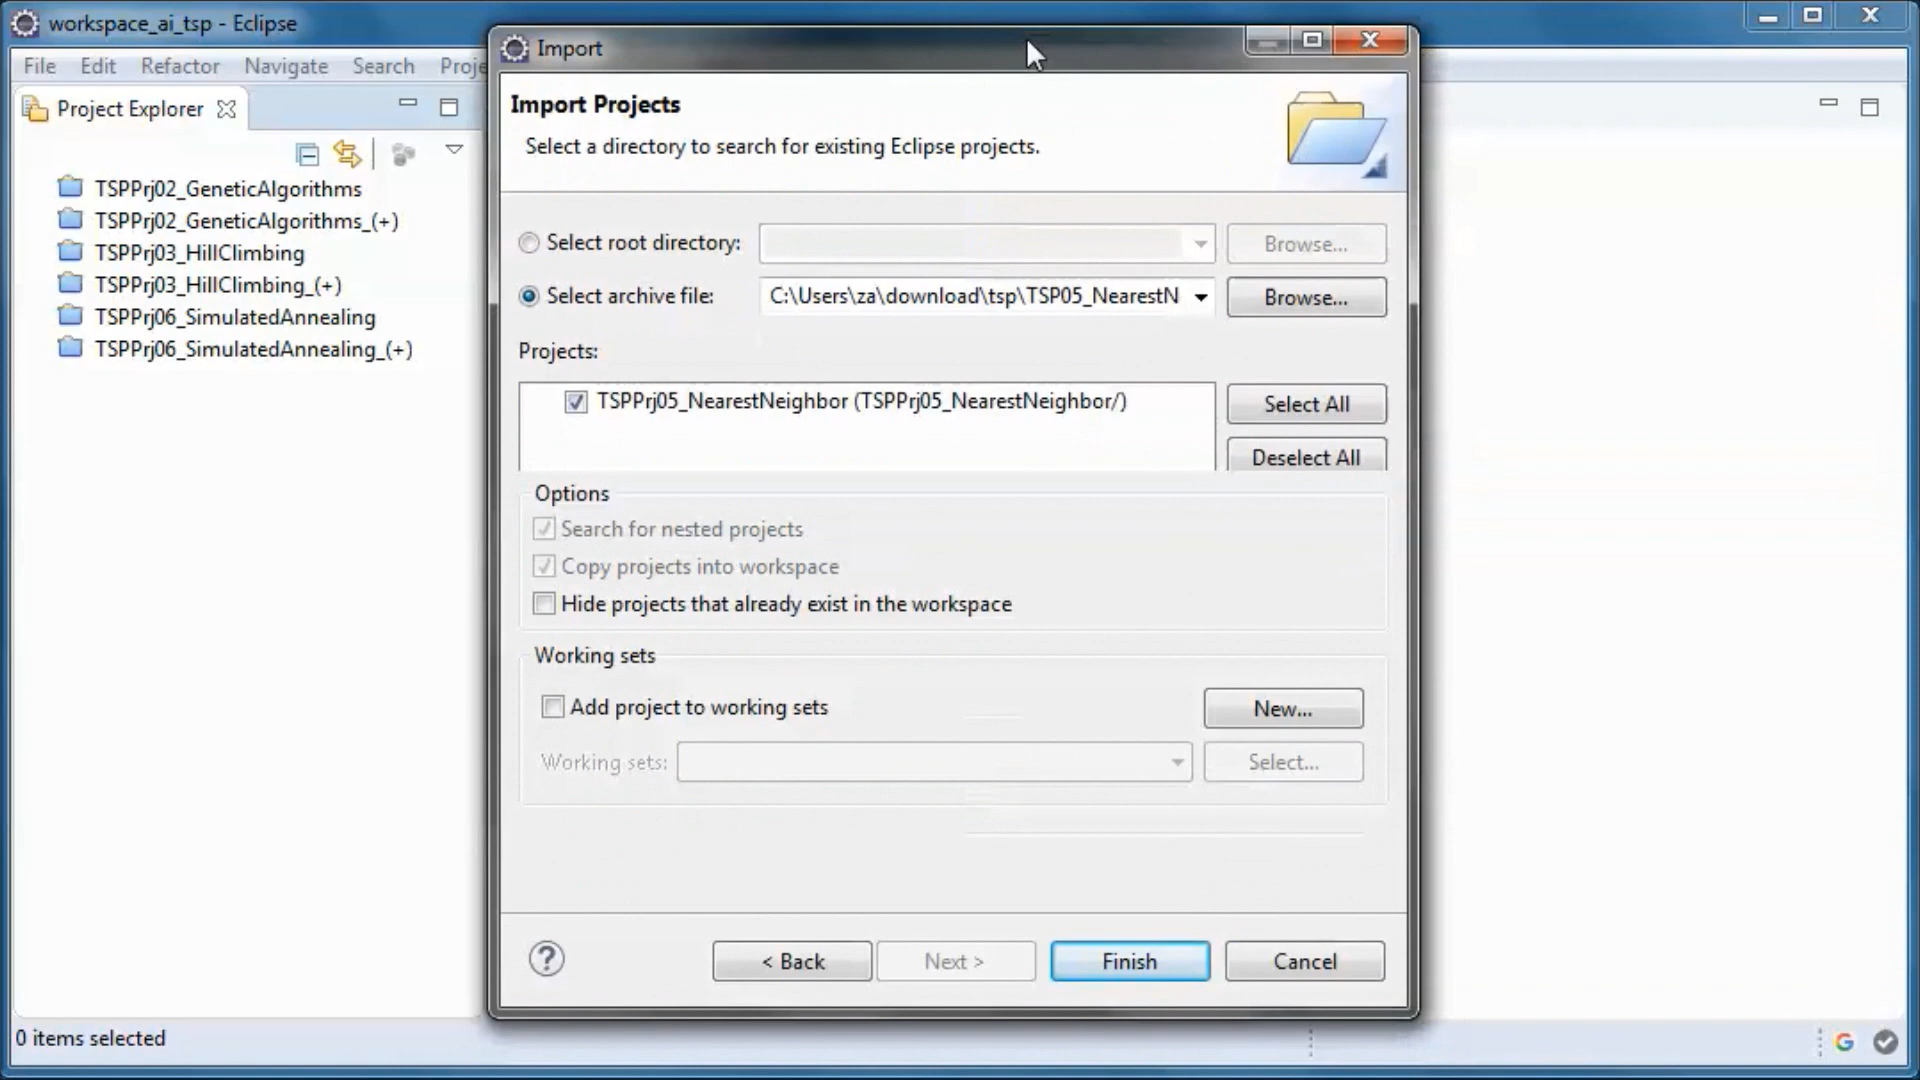 workspace_ai_tsp - Eclipse
File Edit Refactor Navigate Search Proje
Project Explorer
TSPPrj02_GeneticAlgorithms
TSPPrj02_GeneticAlgorithms_(+)
TSPPrj03_HillClimbing
TSPPrj03_HillClimbing_(+)
TSPPrj06_SimulatedAnnealing
TSPPrj06_SimulatedAnnealing_(+)
0 items selected
Import
Import Projects
Select a directory to search for existing Eclipse projects.
Select root directory: Browse...
Select archive file: C:\Users\za\download\tsp\TSP05_NearestN Browse...
Projects:
TSPPrj05_NearestNeighbor (TSPPrj05_NearestNeighbor/) Select All
Deselect All
Options
Search for nested projects
Copy projects into workspace
Hide projects that already exist in the workspace
Working sets
Add project to working sets New...
Working sets: Select...
? < Back Next > Finish Cancel
G